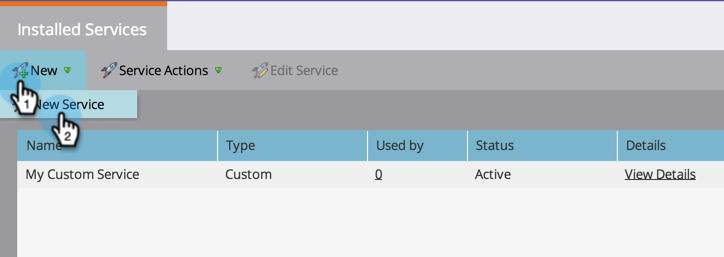 Installed Services
New Service Actions Edit Service
1
New Service
2
Name Type Used by Status Details
My Custom Service Custom 0 Active View Details